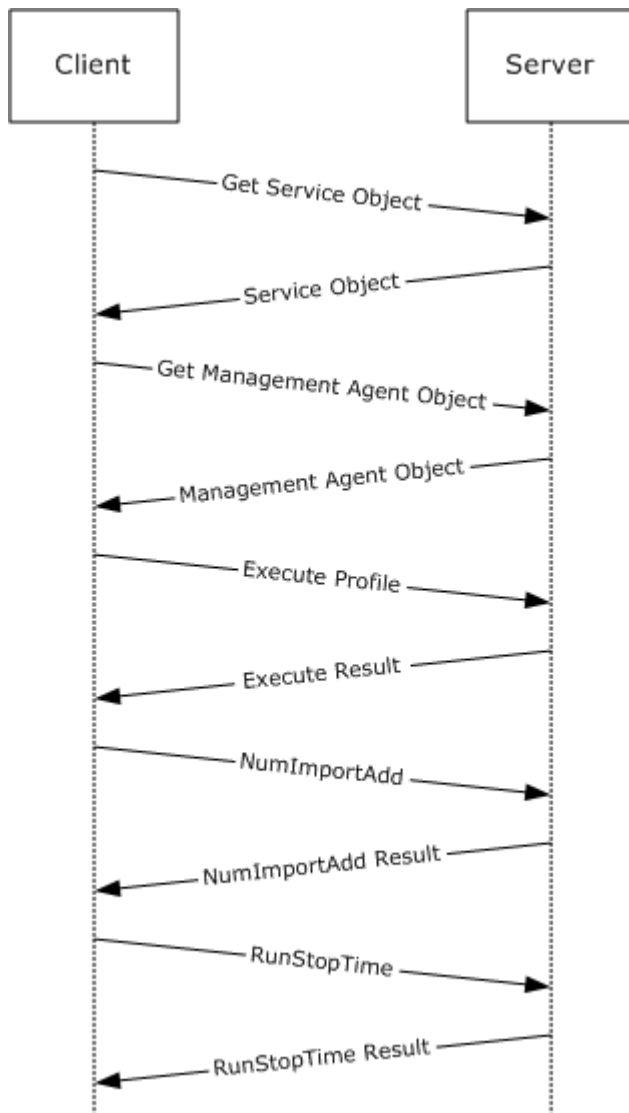 Client
Server
Get Service Object
Service Object
Get Management Agent Object
Management Agent Object
Execute Profile
Execute Result
NumImportAdd
NumImportAdd Result
RunStopTime
RunStopTime Result